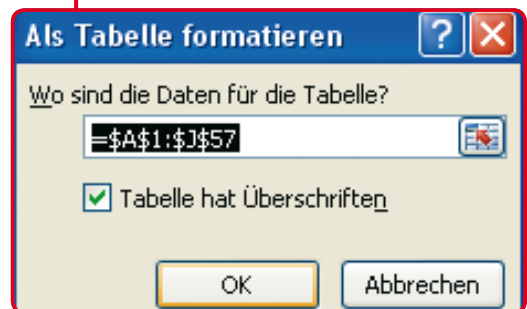 Als Tabelle formatieren ?
Wo sind die Daten für die Tabelle?
=$A$1:$J$57
Tabelle hat Überschriften
OK Abbrechen